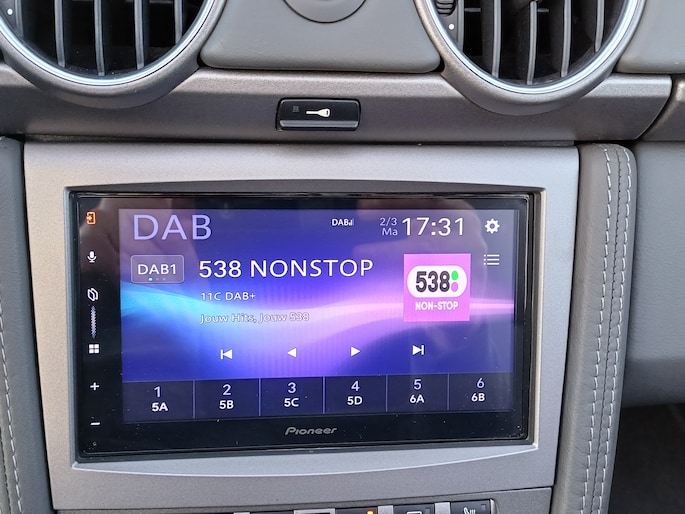 DAB
DAB
2/3
Ma
17:31
DAB1
538 NONSTOP
11C DAB+
Jouw Hits, Jouw 538
538
NON-STOP
1 2 3 4 5 6
5A 5B 5C 5D 6A 6B
Pioneer